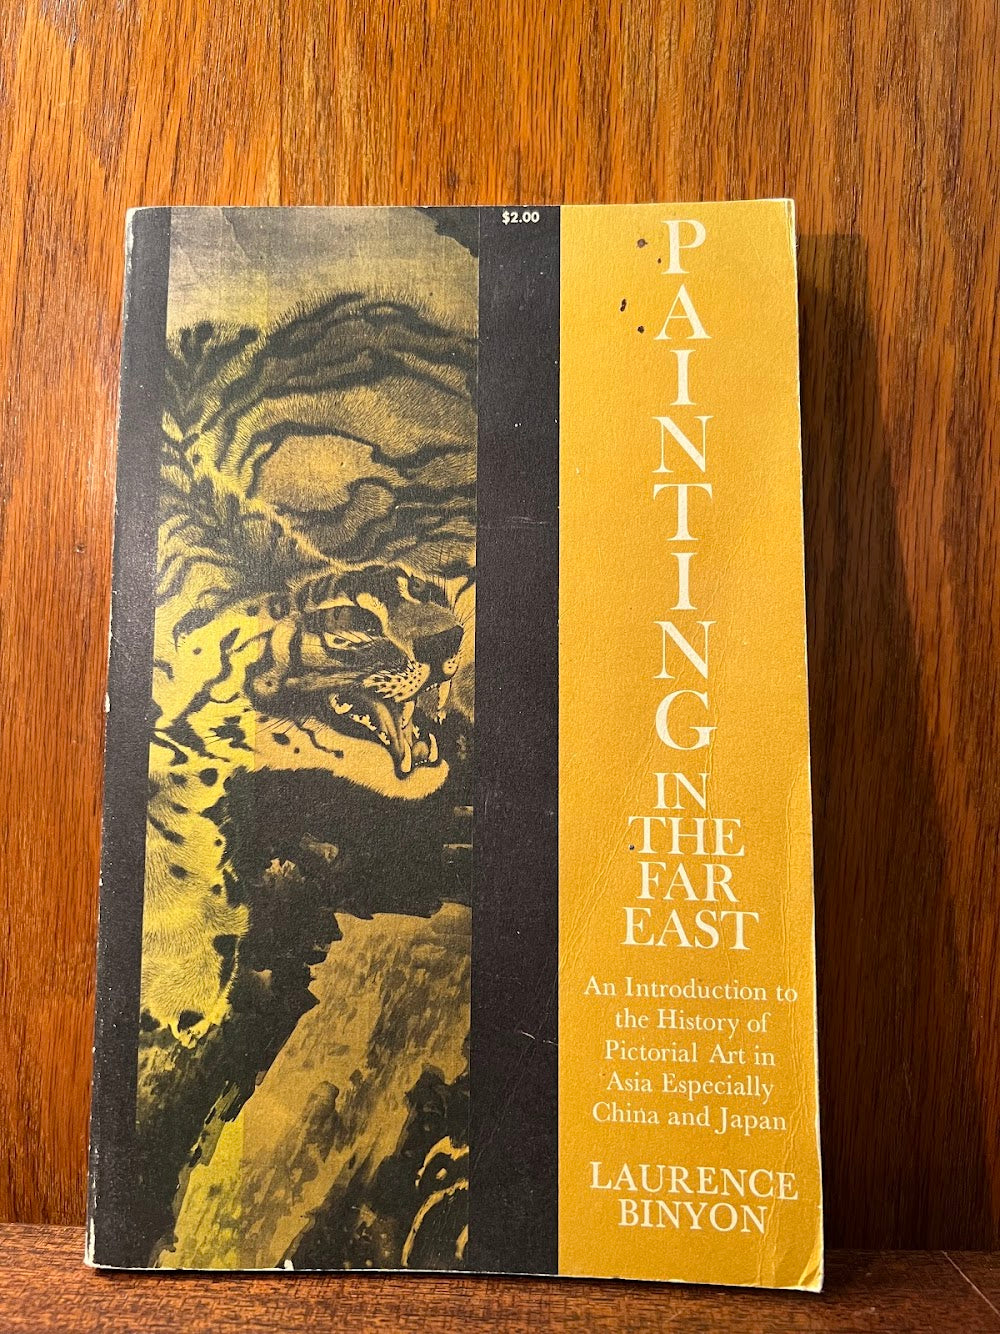 $2.00
PAINTING
IN
THE
FAR
EAST
An Introduction to
the History of
Pictorial Art in
Asia Especially
China and Japan
LAURENCE
BINYON